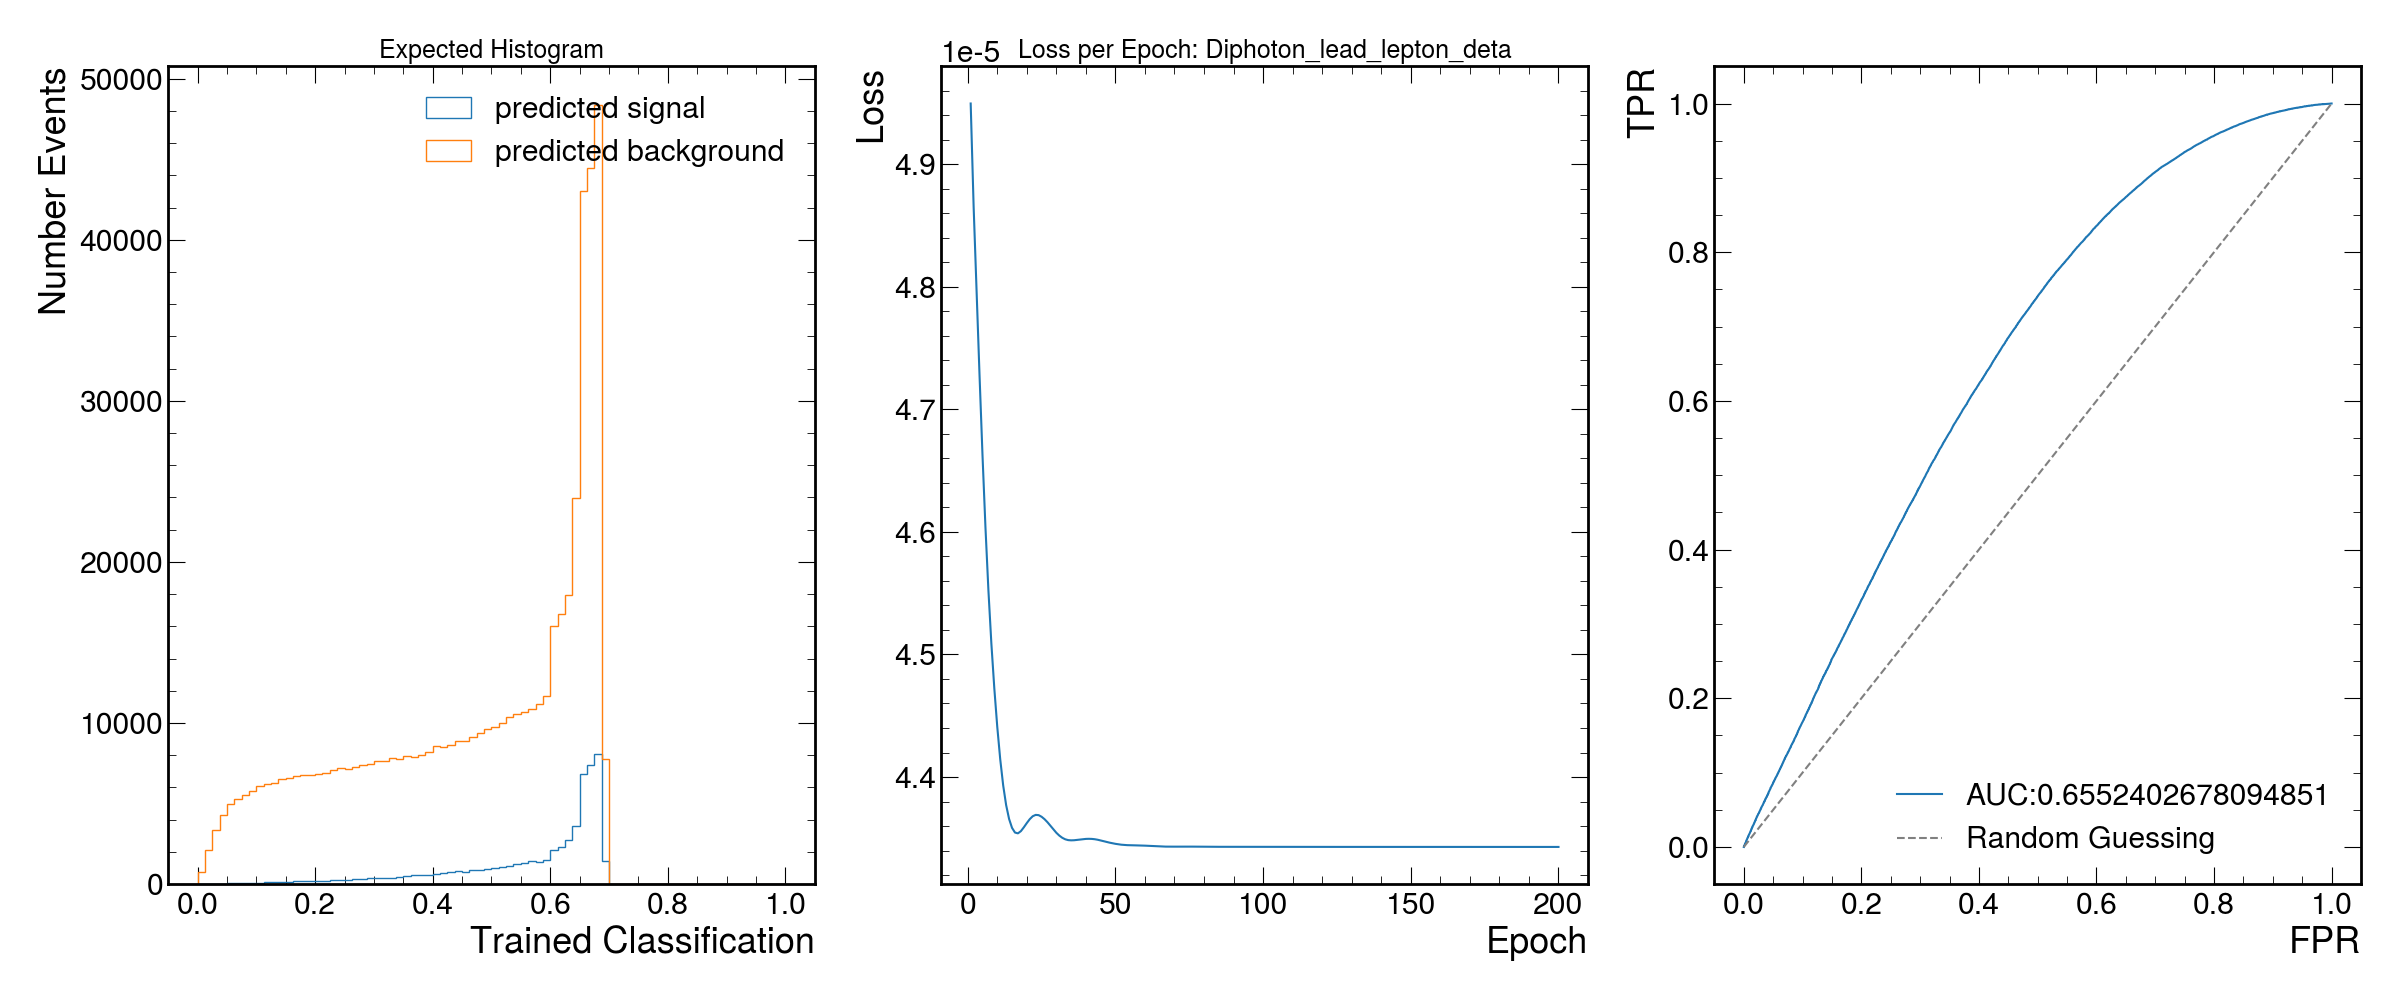 Expected Histogram
Number Events
50000
40000
30000
20000
10000
0
predicted signal
predicted background
0.0 0.2 0.4 0.6 0.8 1.0
Trained Classification
1e-5
Loss per Epoch: Diphoton_lead_lepton_deta
Loss
4.9
4.8
4.7
4.6
4.5
4.4
0 50 100 150 200
Epoch
TPR
1.0
0.8
0.6
0.4
0.2
0.0
AUC:0.6552402678094851
Random Guessing
0.0 0.2 0.4 0.6 0.8 1.0
FPR